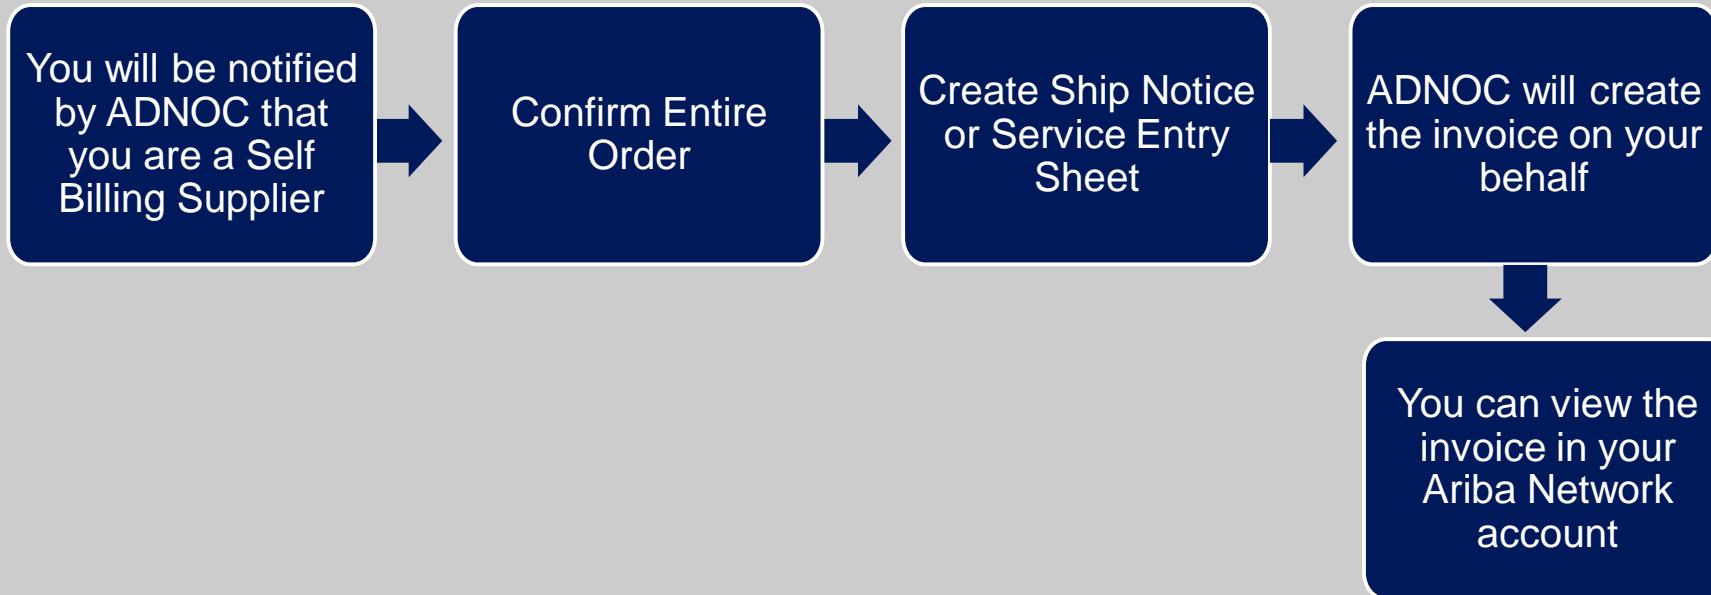 You will be notified
by ADNOC that
you are a Self
Billing Supplier
Confirm Entire
Order
Create Ship Notice
or Service Entry
Sheet
ADNOC will create
the invoice on your
behalf
You can view the
invoice in your
Ariba Network
account